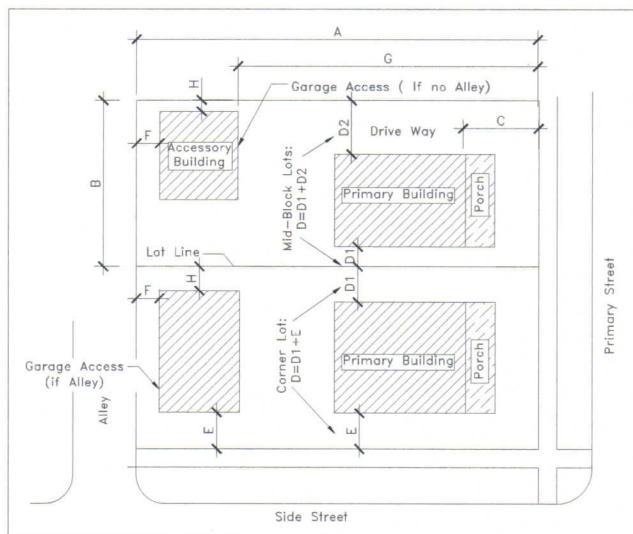 A
G
H
Garage Access ( If no Alley)
F
Accessory
Building
D2
Drive Way
C
B
Mid-Block Lots:
D=D1+D2
Primary Building
Porch
D1
Lot Line
H
D1
F
Primary Street
Garage Access
(if Alley)
Alley
Corner Lot:
D=D1+E
Primary Building
Porch
E
E
Side Street